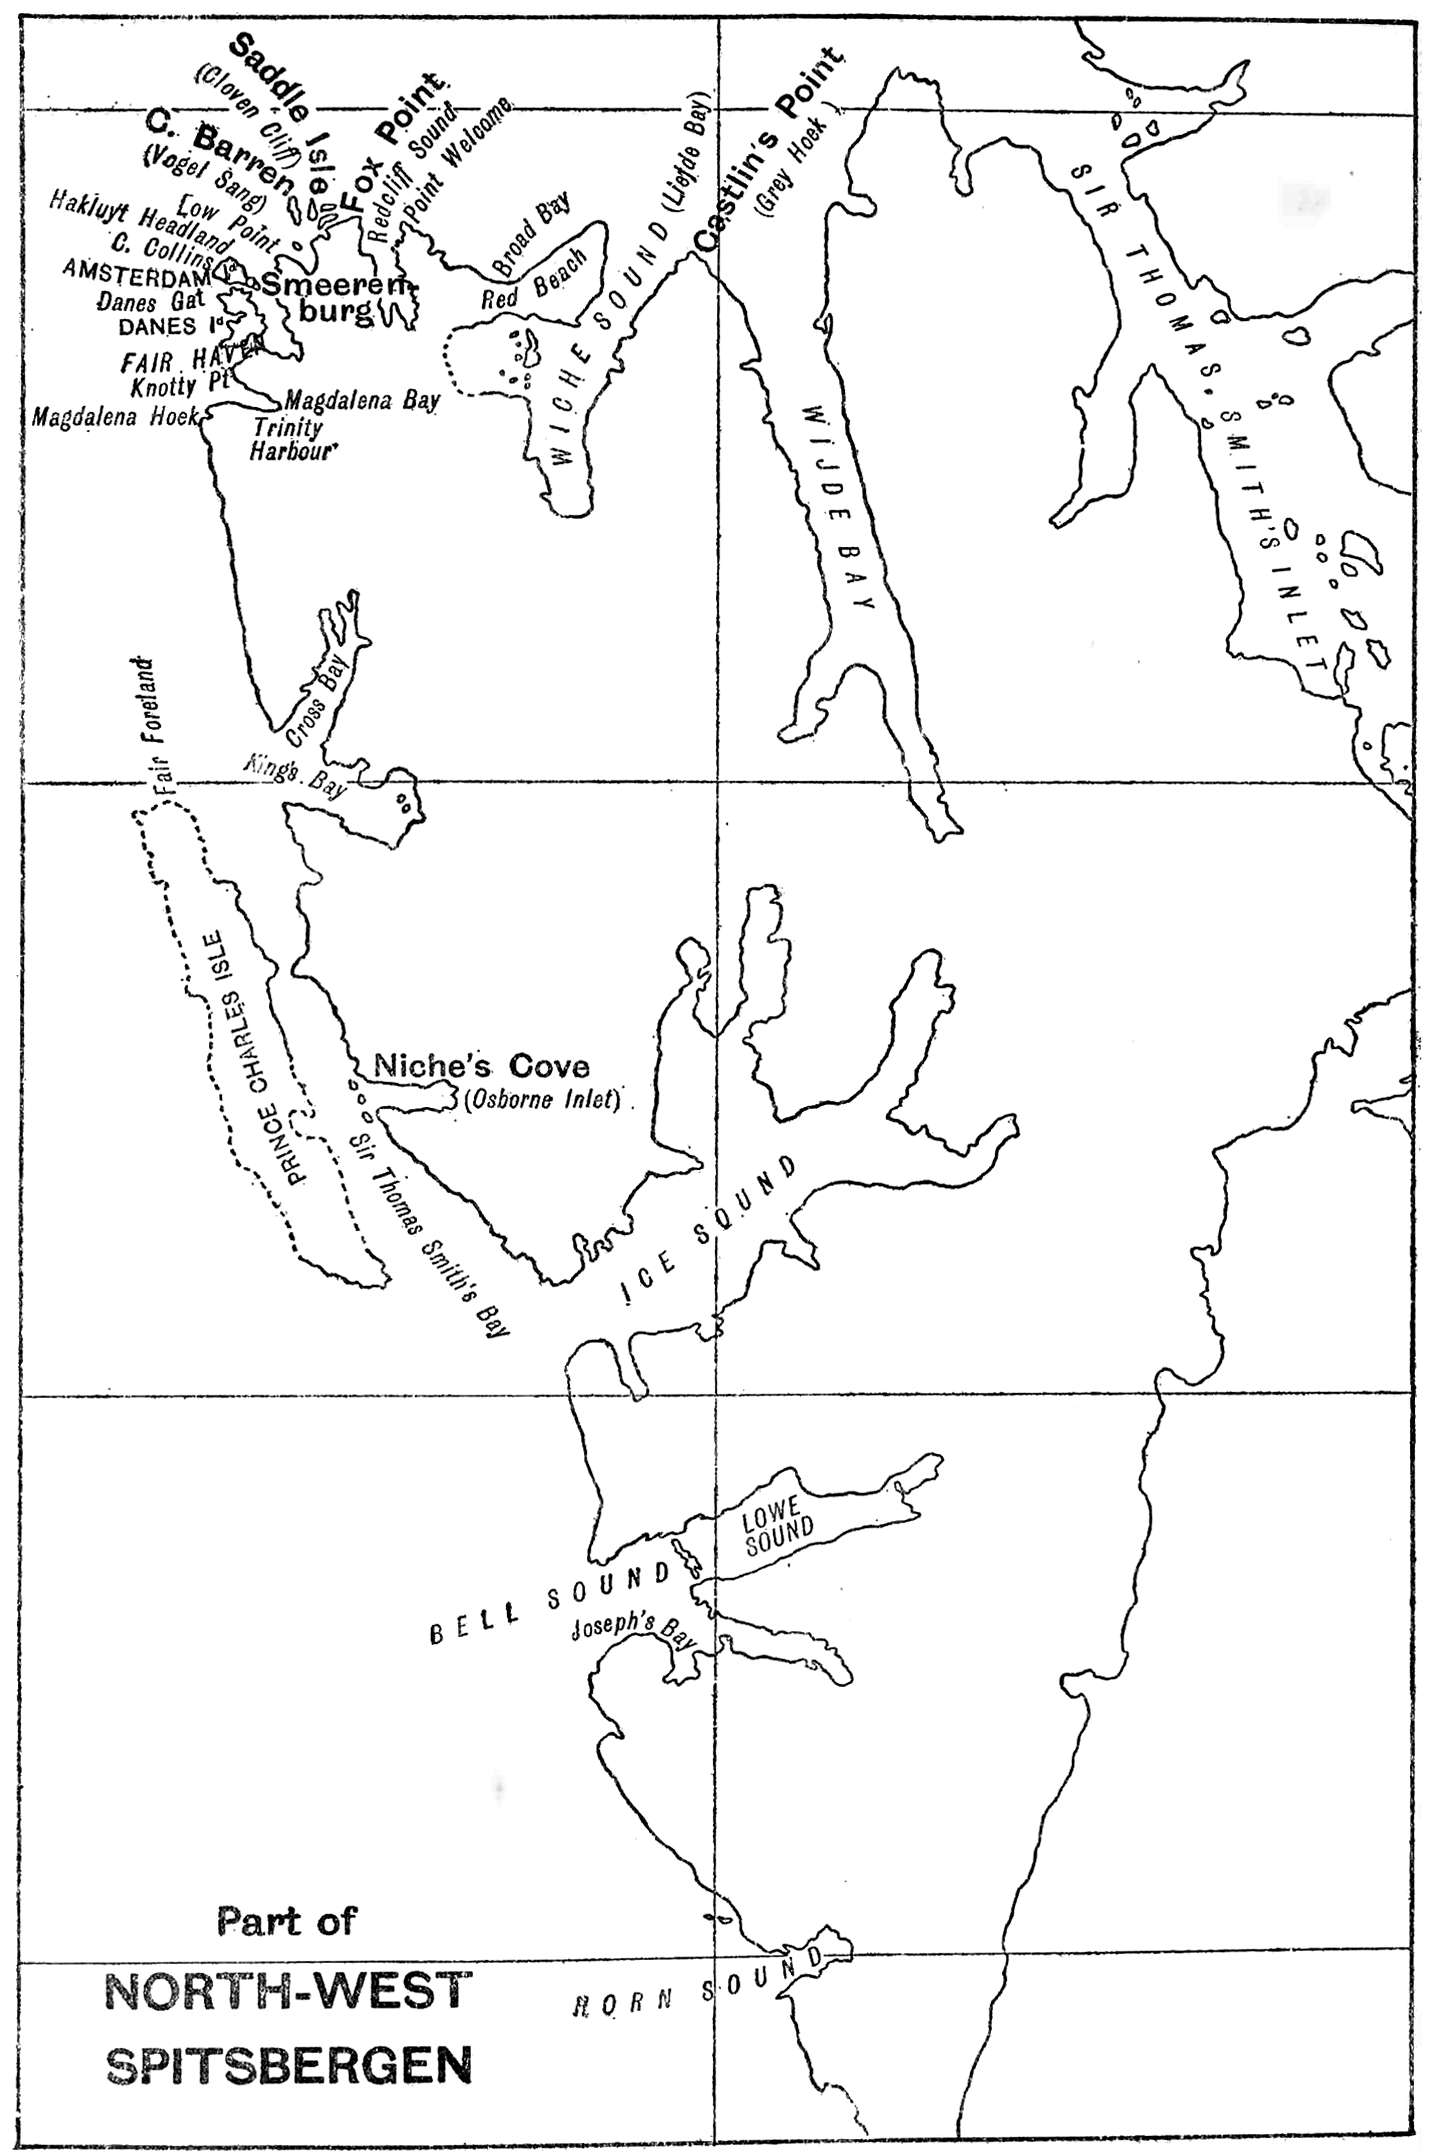 Saddle Isle
(Cloven Cliff)
C. Barren
(Vogel Sang)
Fox Point
Redcliff Sound
Point Welcome
Low Point
Hakluyt Headland
C. Collins
AMSTERDAM Iᵈ
Danes Gat
DANES Iᵈ
FAIR HAVEN
Knotty Pᵗ
Magdalena Hoek
Smeeren-
burg
Magdalena Bay
Trinity
Harbour
Broad Bay
Red Beach
WICHE SOUND (Liefde Bay)
Castlin's Point
(Grey Hoek)
WIJDE BAY
SIR THOMAS. SMITH'S INLET
Fair Foreland
Cross Bay
King's Bay
PRINCE CHARLES ISLE
Niche's Cove
(Osborne Inlet)
Sir Thomas Smith's Bay
ICE SOUND
LOWE
SOUND
BELL SOUND
Joseph's Bay
HORN SOUND
Part of
NORTH-WEST
SPITSBERGEN